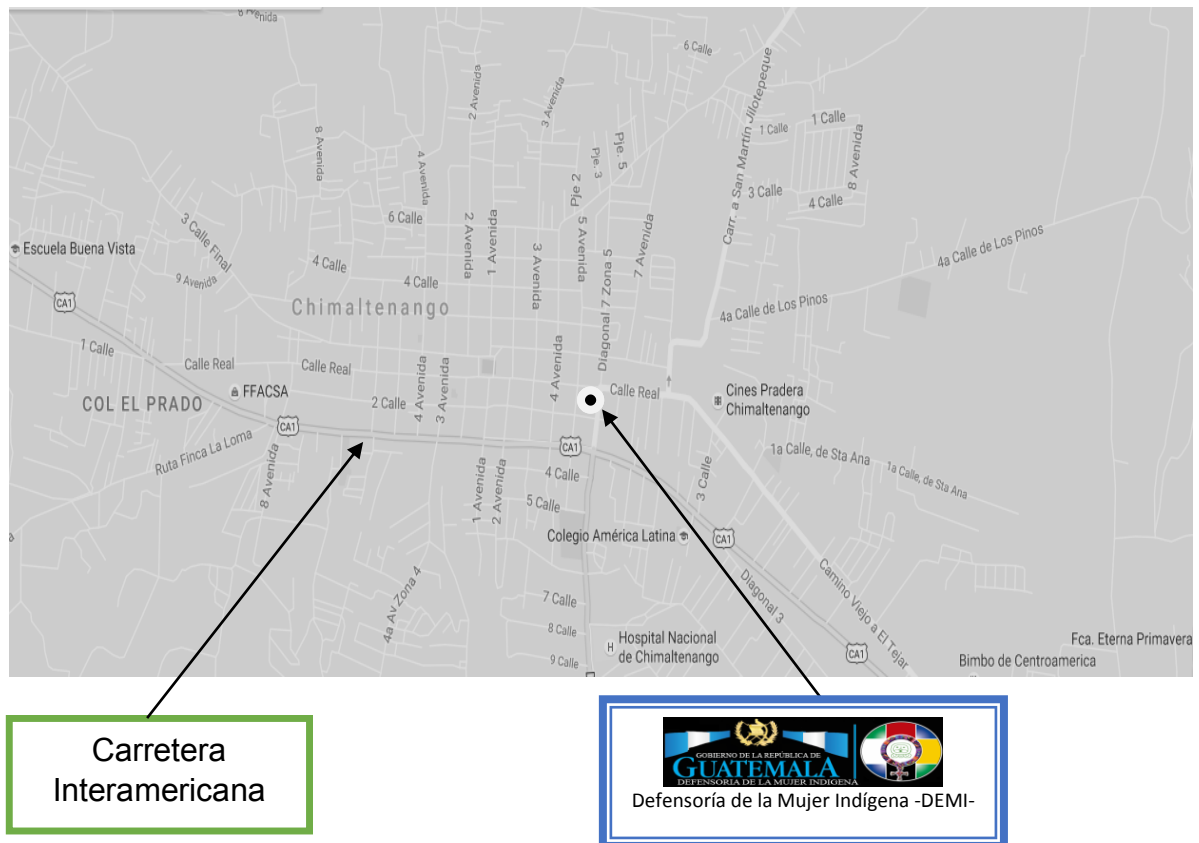 8 Avenida
8 Avenida
2 Avenida
3 Avenida
6 Calle
Carr. a San Martín Jilotepeque
1 Calle
1 Calle
3 Calle
4 Calle
8 Avenida
4 Avenida
Pje. 5
Pje. 3
Pje 2
6 Calle
2 Avenida
1 Avenida
3 Avenida
5 Avenida
Diagonal 7 Zona 5
7 Avenida
4a Calle de Los Pinos
3 Calle Final
Escuela Buena Vista
9 Avenida
4 Calle
4 Calle
CA1
Chimaltenango
4a Calle de Los Pinos
1 Calle
Calle Real
Calle Real
4 Avenida
3 Avenida
4 Avenida
Calle Real
Cines Pradera
Chimaltenango
COL EL PRADO
FFACSA
2 Calle
CA1
CA1
Ruta Finca La Loma
8 Avenida
1 Avenida
2 Avenida
4 Calle
5 Calle
3 Calle
1a Calle, de Sta Ana
1a Calle, de Sta Ana
Colegio América Latina
CA1
4a Av Zona 4
7 Calle
8 Calle
9 Calle
Diagonal 3
Camino Viejo a El Tejar
Hospital Nacional
de Chimaltenango
CA1
Fca. Eterna Primavera
Bimbo de Centroamerica
Carretera
Interamericana
GOBIERNO DE LA REPÚBLICA DE
GUATEMALA
DEFENSORÍA DE LA MUJER INDÍGENA
Defensoría de la Mujer Indígena -DEMI-